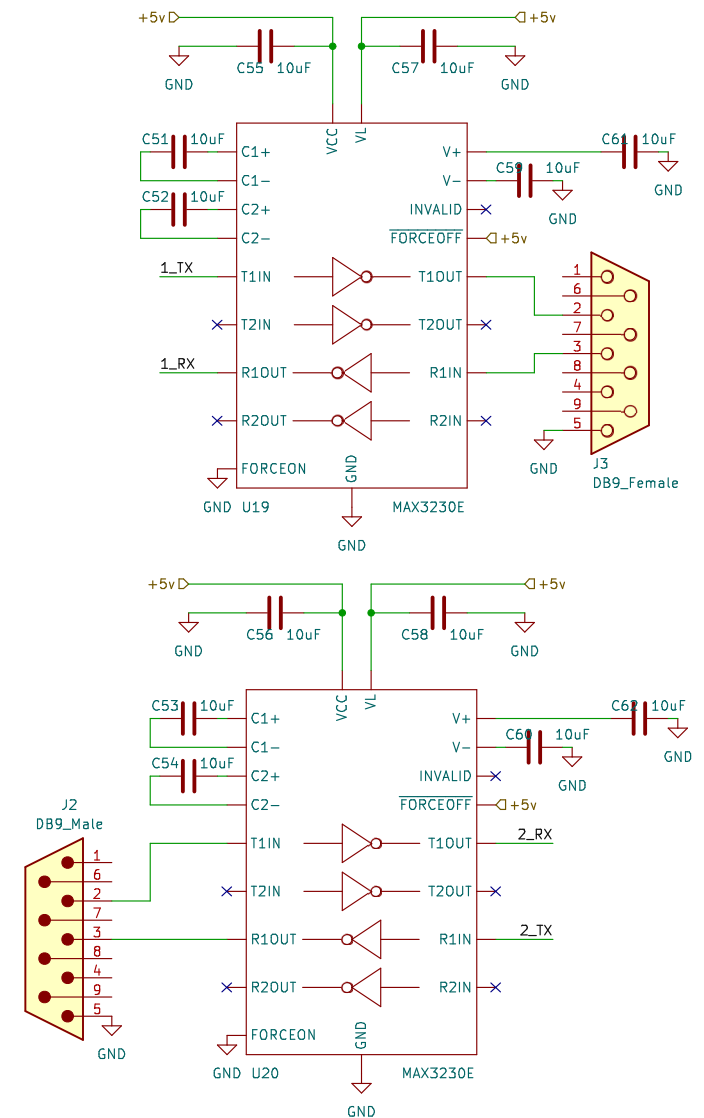 +5v +5v
C55 10uF C57 10uF
GND GND
VCC VL
C51 10uF C1+ V+ C61 10uF
C1- V- C59 10uF
GND
C52 10uF C2+ INVALID GND
C2- FORCEOFF +5v
1_TX T1IN T1OUT 1
6
2
T2IN T2OUT 7
3
1_RX R1OUT R1IN 8
4
9
R2OUT R2IN 5
GND
J3
FORCEON GND DB9_Female
GND U19 MAX3230E
GND
+5v +5v
C56 10uF C58 10uF
GND GND
VCC VL
C53 10uF C1+ V+ C62 10uF
C1- V- C60 10uF
GND
C54 10uF C2+ INVALID GND
C2- FORCEOFF +5v
J2
DB9_Male
T1IN T1OUT 2_RX
1
6
T2IN T2OUT
2
7
3 R1OUT R1IN 2_TX
8
4
R2OUT R2IN
9
5
FORCEON GND
GND
GND U20 MAX3230E
GND